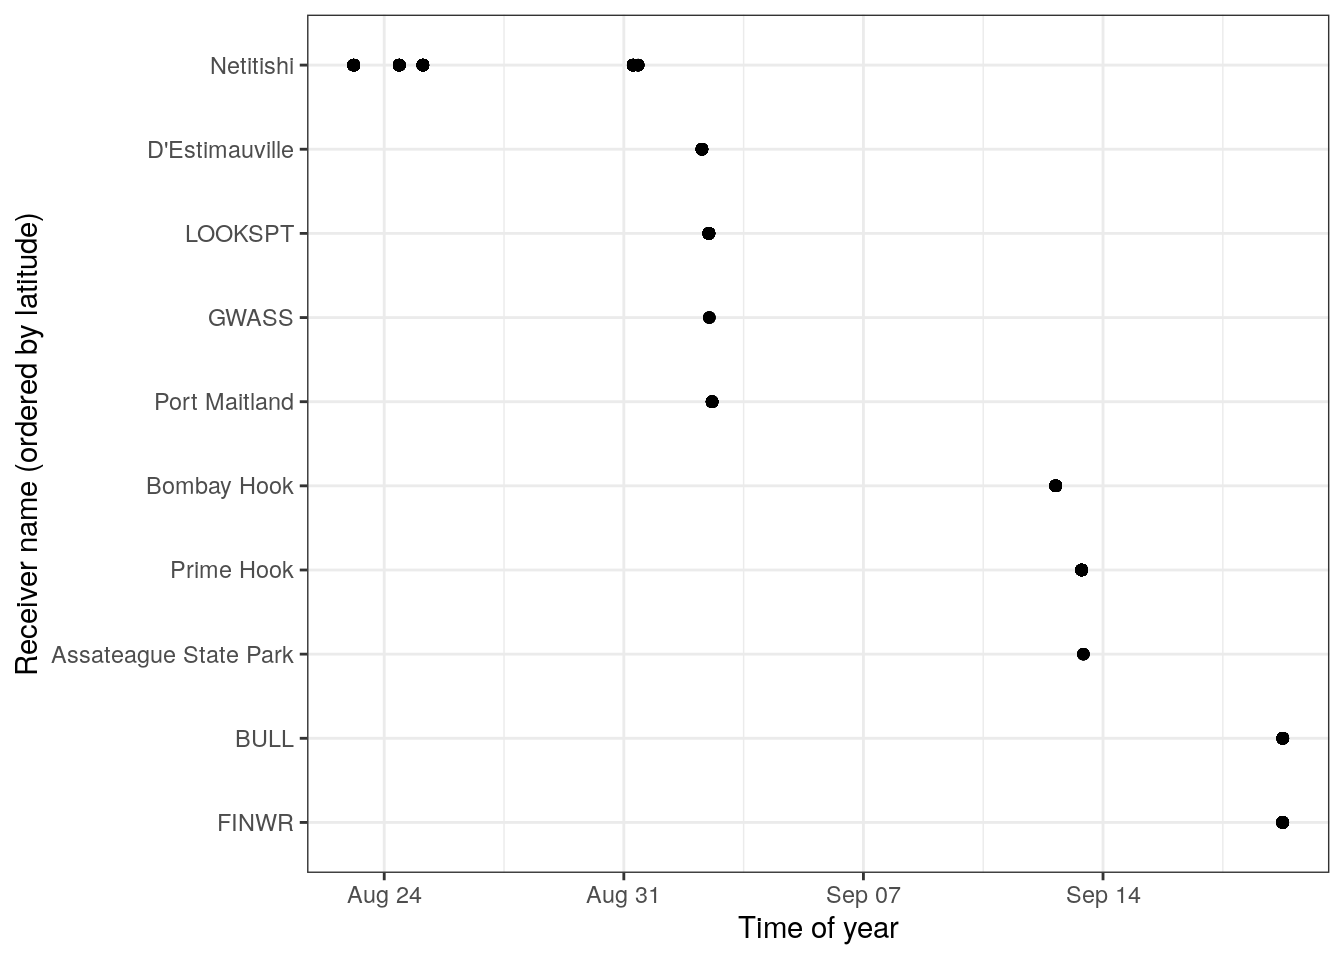 Receiver name (ordered by latitude)
Netitishi
D'Estimauville
LOOKSPT
GWASS
Port Maitland
Bombay Hook
Prime Hook
Assateague State Park
BULL
FINWR
Aug 24
Aug 31
Sep 07
Sep 14
Time of year